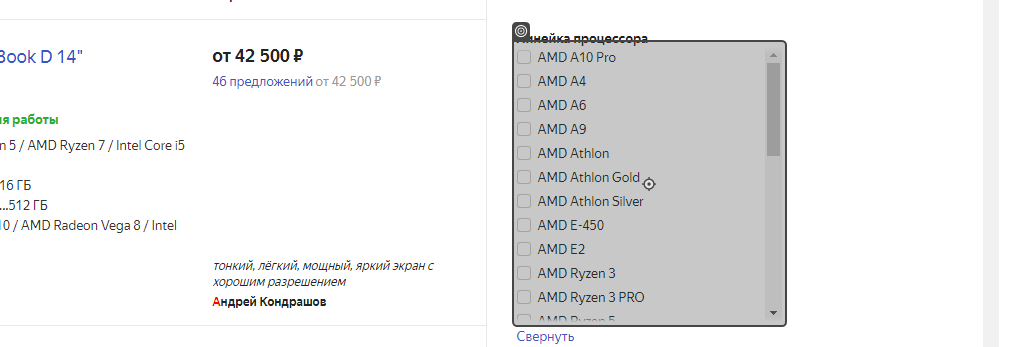 Book D 14"
от 42 500 ₽
46 предложений от 42 500 ₽
ия работы
n 5 / AMD Ryzen 7 / Intel Core i5
16 ГБ
...512 ГБ
10 / AMD Radeon Vega 8 / Intel
тонкий, лёгкий, мощный, яркий экран с
хорошим разрешением
Андрей Кондрашов
Линейка процессора
AMD A10 Pro
AMD A4
AMD A6
AMD A9
AMD Athlon
AMD Athlon Gold
AMD Athlon Silver
AMD E-450
AMD E2
AMD Ryzen 3
AMD Ryzen 3 PRO
AMD Ryzen 5
Свернуть